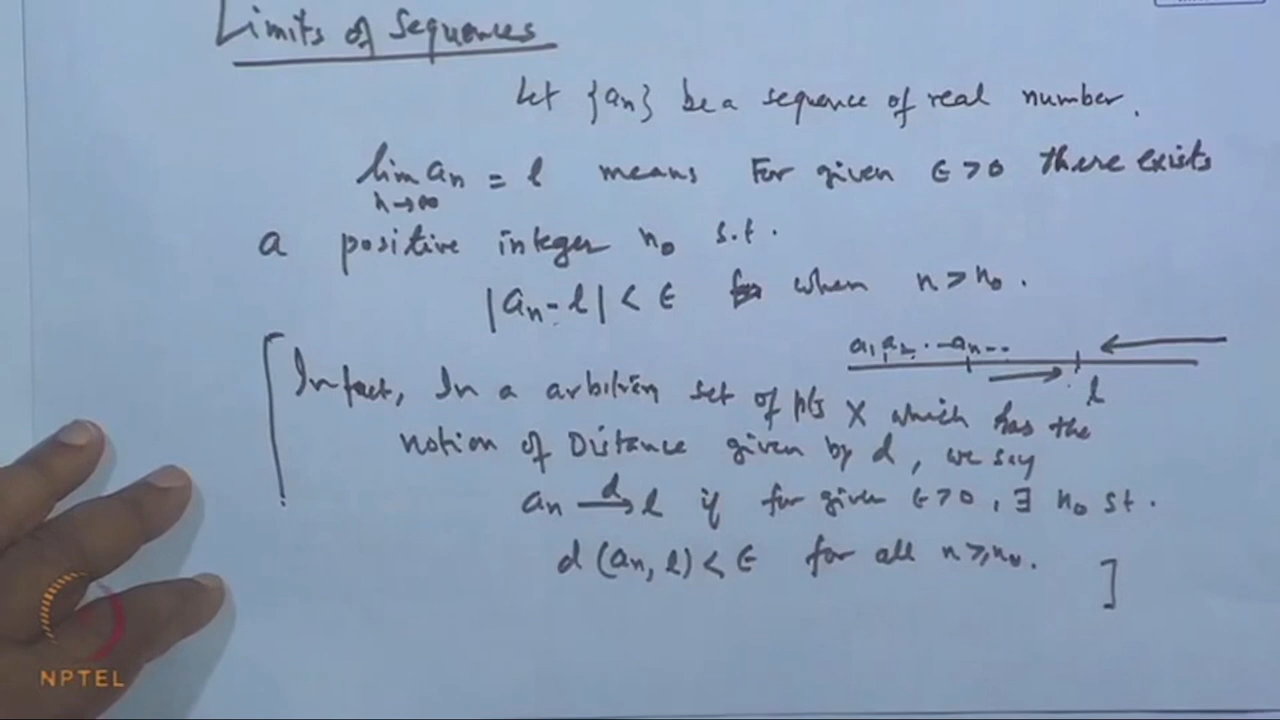 Limits of Sequences
Let {an} be a sequence of real number.
lim an = l means For given ∈ > 0 there exists
n→∞
a positive integer n₀ s.t.
|an - l| < ∈ when n > n₀.
a₁, a₂, .. -an--
l
Infact, In a arbitrary set of pts X which has the
notion of Distance given by d, we say
an →ᵈ l if for given ∈ > 0, ∃ n₀ st.
d (an, l) < ∈ for all n ≥, n₀. ]
NPTEL